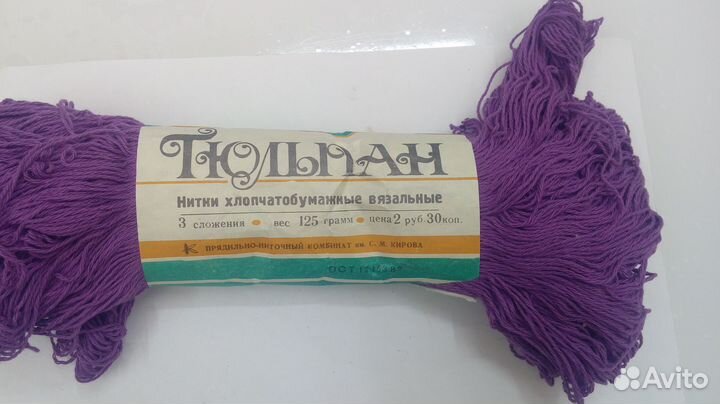 ТЮЛЬПАН
Нитки хлопчатобумажные вязальные
3 сложения • вес 125 грамм • цена 2 руб. 30 коп.
ПРЯДИЛЬНО-НИТОЧНЫЙ КОМБИНАТ им. С. М. КИРОВА
ОСТ
Avito